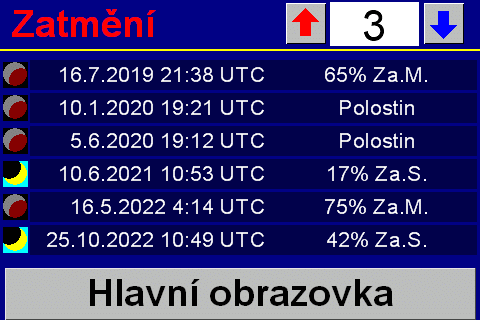 Zatmění 3
16.7.2019 21:38 UTC 65% Za.M.
10.1.2020 19:21 UTC Polostin
5.6.2020 19:12 UTC Polostin
10.6.2021 10:53 UTC 17% Za.S.
16.5.2022 4:14 UTC 75% Za.M.
25.10.2022 10:49 UTC 42% Za.S.
Hlavní obrazovka